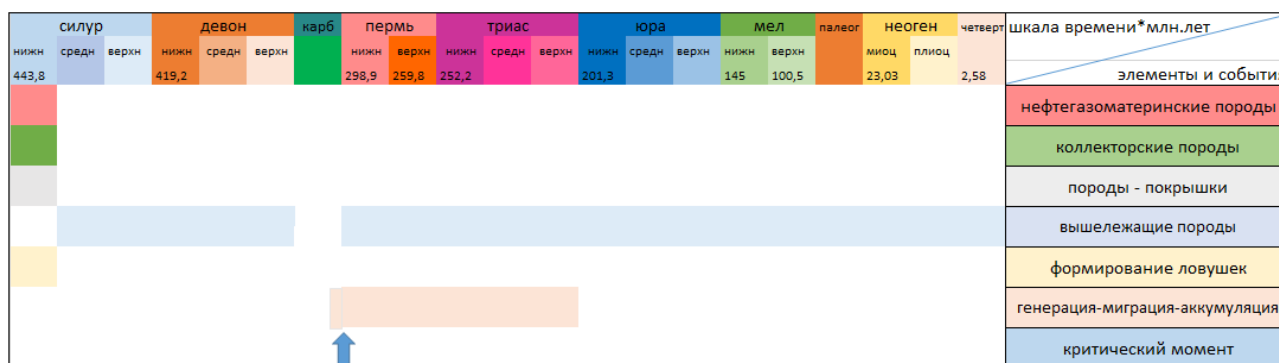 силур девон карб пермь триас юра мел палеог неоген четверт шкала времени*млн.лет
нижн средн верхн нижн средн верхн нижн верхн нижн средн верхн нижн средн верхн нижн верхн миоц плиоц
443,8 419,2 298,9 259,8 252,2 201,3 145 100,5 23,03 2,58 элементы и событи
нефтегазоматеринские породы
коллекторские породы
породы - покрышки
вышележащие породы
формирование ловушек
генерация-миграция-аккумуляция
критический момент